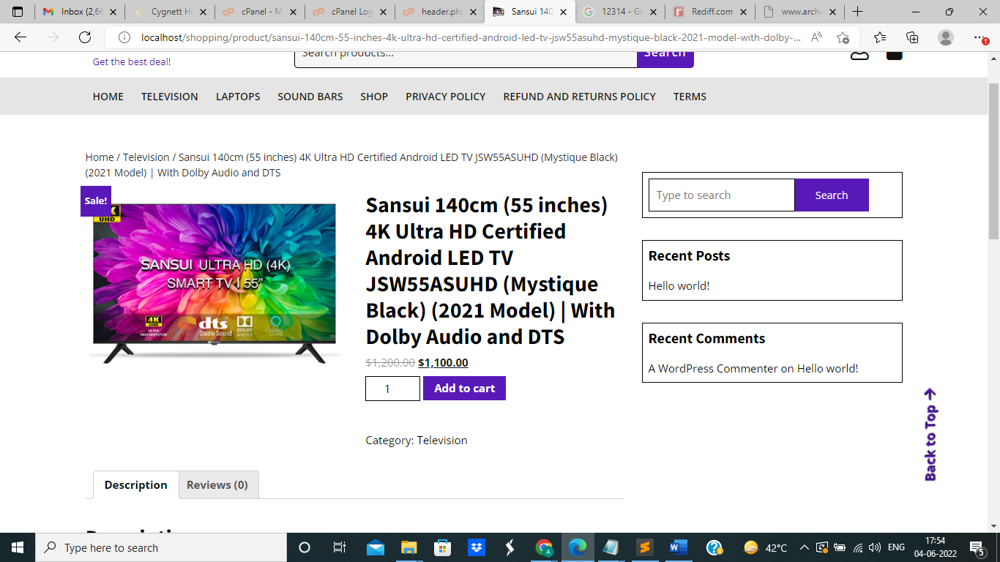 Inbox (2,6
Cygnett H
cPanel - M
cPanel Log
header.ph
Sansui 140
12314 - Go
Rediff.com
www.arche
localhost/shopping/product/sansui-140cm-55-inches-4k-ultra-hd-certified-android-led-tv-jsw55asuhd-mystique-black-2021-model-with-dolby-...
Get the best deal!
Search products...
Search
HOME TELEVISION LAPTOPS SOUND BARS SHOP PRIVACY POLICY REFUND AND RETURNS POLICY TERMS
Home / Television / Sansui 140cm (55 inches) 4K Ultra HD Certified Android LED TV JSW55ASUHD (Mystique Black)
(2021 Model) | With Dolby Audio and DTS
Sale!
4K
UHD
SANSUI ULTRA HD (4K)
SMART TV | 55"
4K
UHD
ULTRA
HIGH DEFINITION
dts
Studio Sound
DOLBY
AUDIO
alexa
Sansui 140cm (55 inches)
4K Ultra HD Certified
Android LED TV
JSW55ASUHD (Mystique
Black) (2021 Model) | With
Dolby Audio and DTS
$1,200.00 $1,100.00
1
Add to cart
Category: Television
Type to search
Search
Recent Posts
Hello world!
Recent Comments
A WordPress Commenter on Hello world!
Back to Top
Description
Reviews (0)
Description
Type here to search
42°C
ENG
17:54
04-06-2022
5